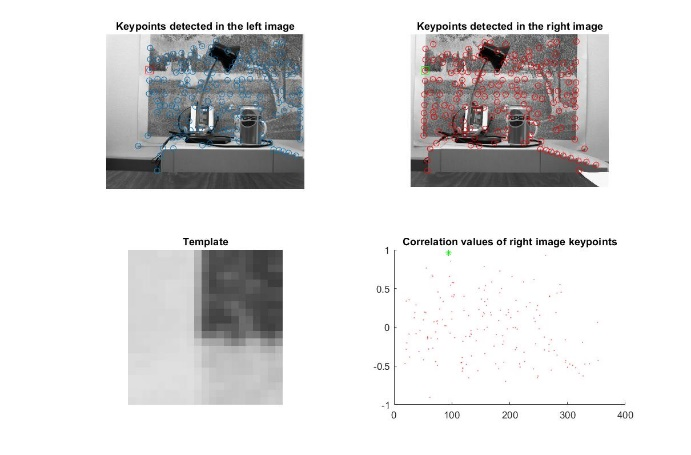 Keypoints detected in the left image
Keypoints detected in the right image
Template
Correlation values of right image keypoints
1
0.5
0
-0.5
-1
0 100 200 300 400